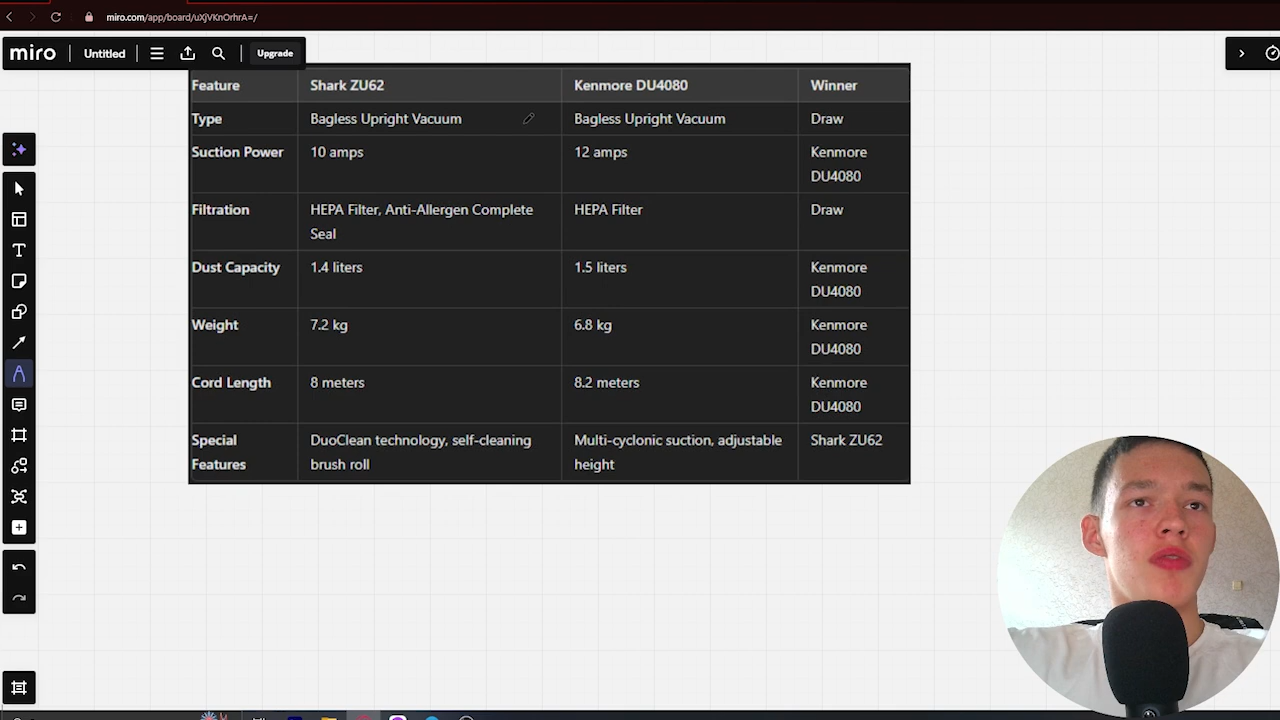 miro.com/app/board/uXjVKnOrhrA=/
miro Untitled Upgrade
Feature Shark ZU62 Kenmore DU4080 Winner
Type Bagless Upright Vacuum Bagless Upright Vacuum Draw
Suction Power 10 amps 12 amps Kenmore
DU4080
Filtration HEPA Filter, Anti-Allergen Complete HEPA Filter Draw
Seal
Dust Capacity 1.4 liters 1.5 liters Kenmore
DU4080
Weight 7.2 kg 6.8 kg Kenmore
DU4080
Cord Length 8 meters 8.2 meters Kenmore
DU4080
Special DuoClean technology, self-cleaning Multi-cyclonic suction, adjustable Shark ZU62
Features brush roll height